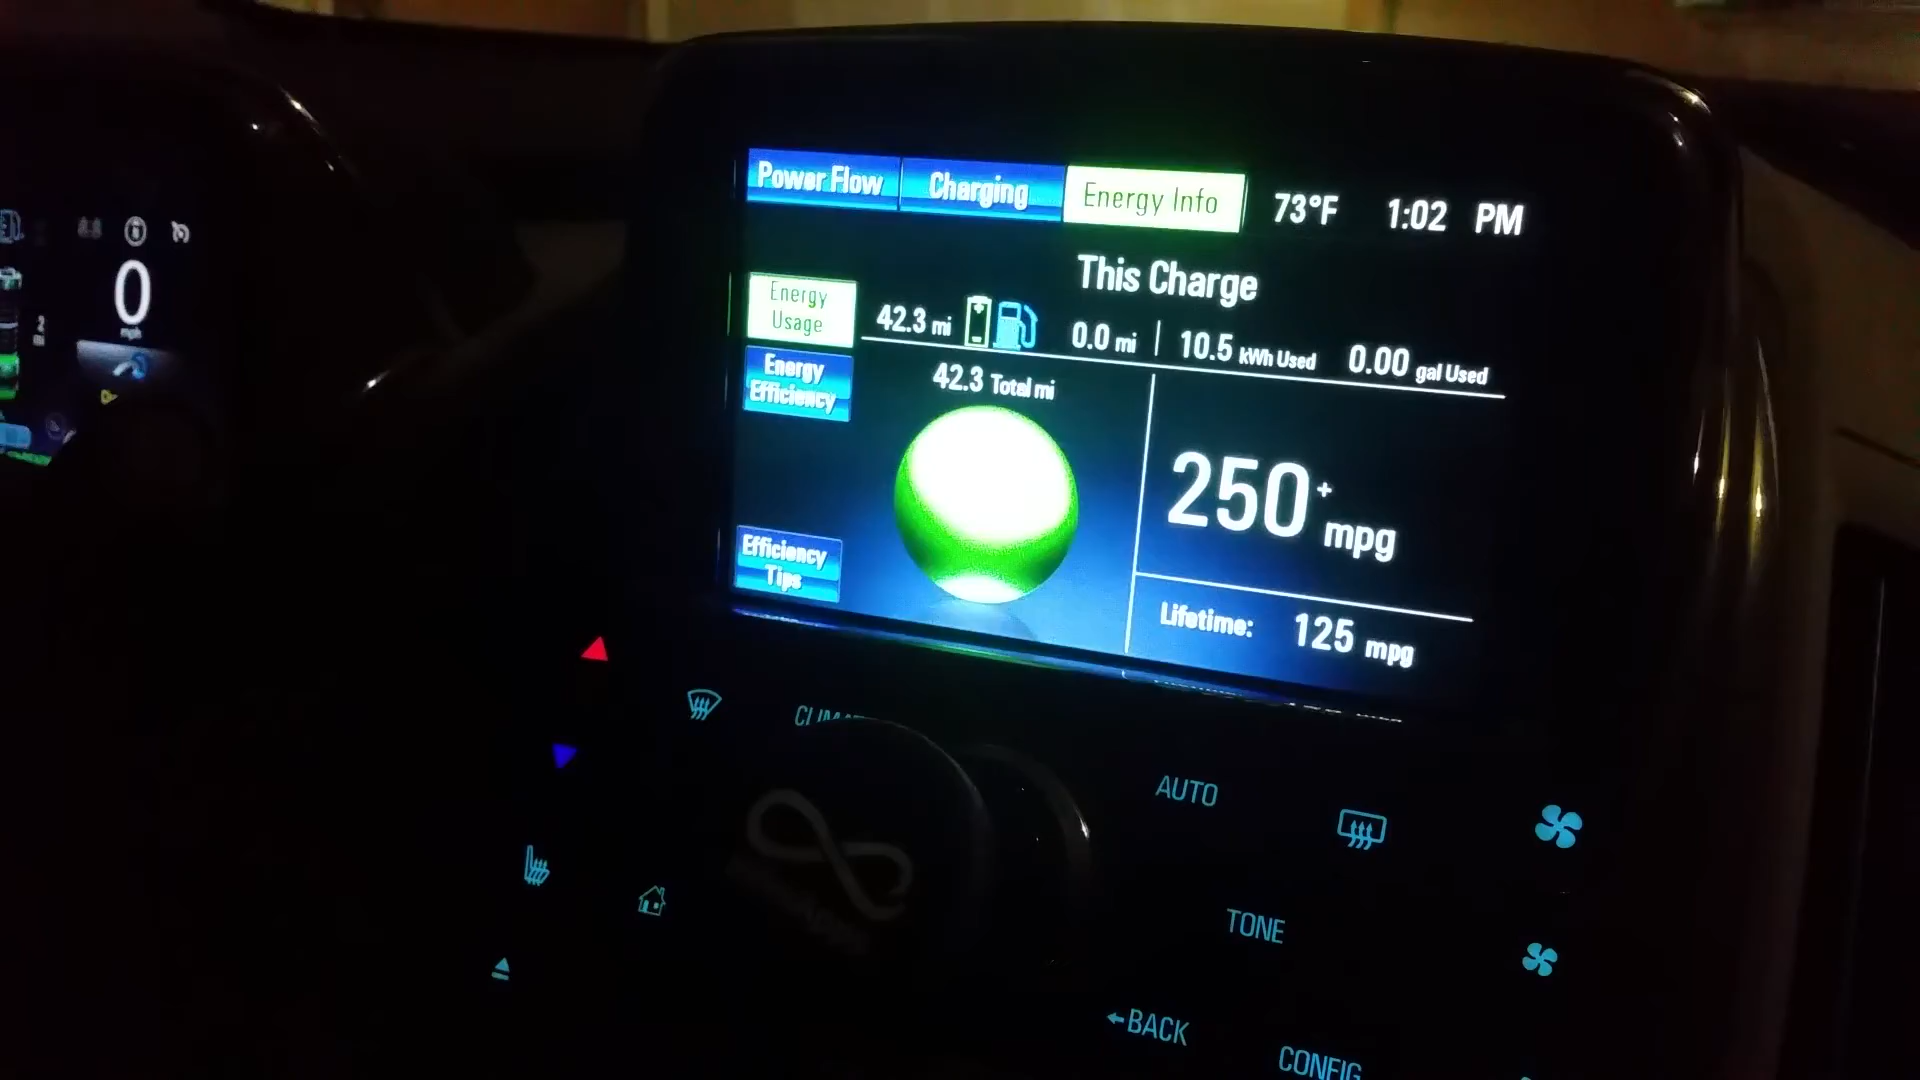 Power Flow Charging Energy Info 73°F 1:02 PM
This Charge
Energy
Usage
42.3 mi 0.0 mi 10.5 kWh Used 0.00 gal Used
Energy
Efficiency
42.3 Total mi
250+ mpg
Efficiency
Tips
Lifetime: 125 mpg
0
mph
2
AUTO
TONE
←BACK
CONFIG